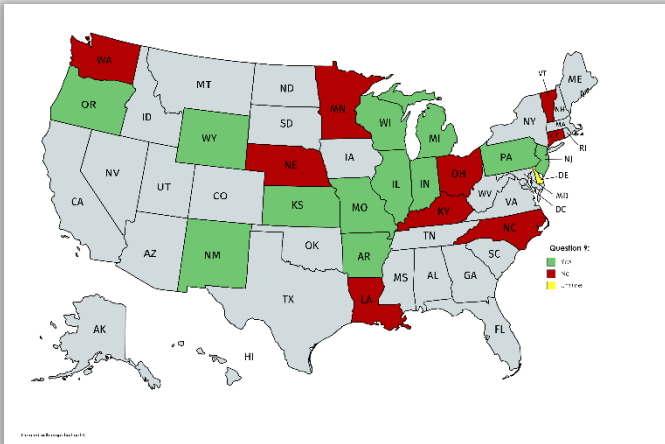 WA
MT
ND
MN
VT
ME
OR
ID
SD
WI
MI
NY
NH
MA
CT
RI
WY
NE
IA
PA
NJ
NV
UT
CO
IL
IN
OH
DE
MD
DC
CA
KS
MO
KY
WV
VA
AZ
NM
OK
AR
TN
NC
SC
TX
LA
MS
AL
GA
FL
AK
HI
Question 9:
Yes
No
Unsure